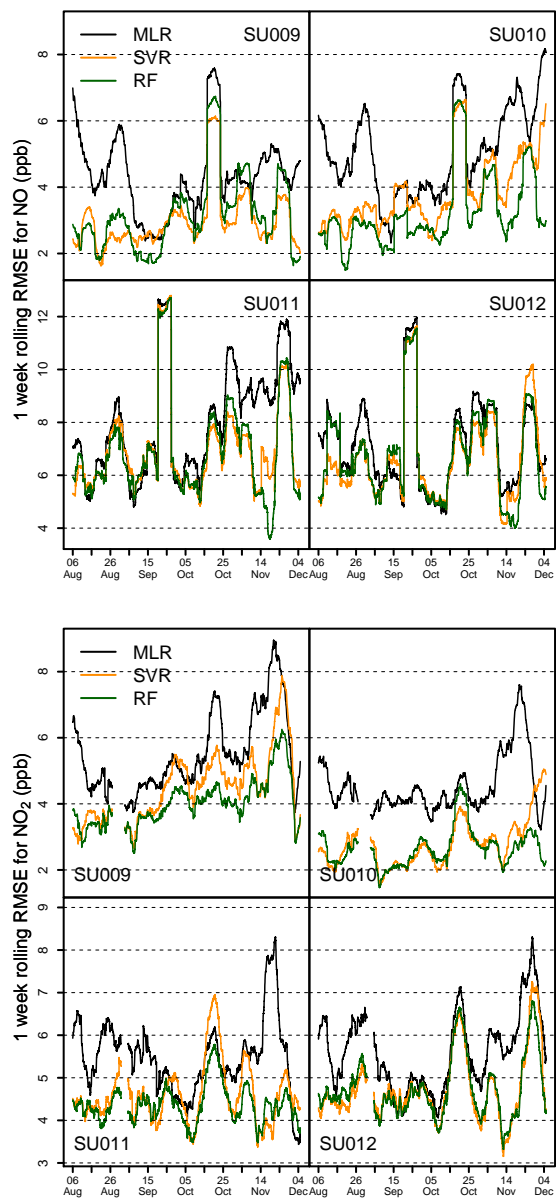 MLR
SVR
RF
SU009
SU010
8
6
4
2
1 week rolling RMSE for NO (ppb)
SU011
SU012
12
10
8
6
4
06 Aug 26 Aug 15 Sep 05 Oct 25 Oct 14 Nov 04 Dec
06 Aug 26 Aug 15 Sep 05 Oct 25 Oct 14 Nov 04 Dec
MLR
SVR
RF
8
6
4
2
SU009
SU010
1 week rolling RMSE for NO₂ (ppb)
9
8
7
6
5
4
3
SU011
SU012
06 Aug 26 Aug 15 Sep 05 Oct 25 Oct 14 Nov 04 Dec
06 Aug 26 Aug 15 Sep 05 Oct 25 Oct 14 Nov 04 Dec